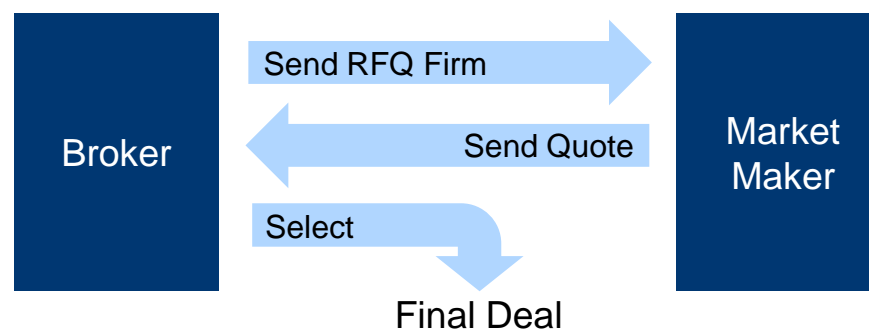 Send RFQ Firm
Broker
Send Quote
Market
Maker
Select
Final Deal